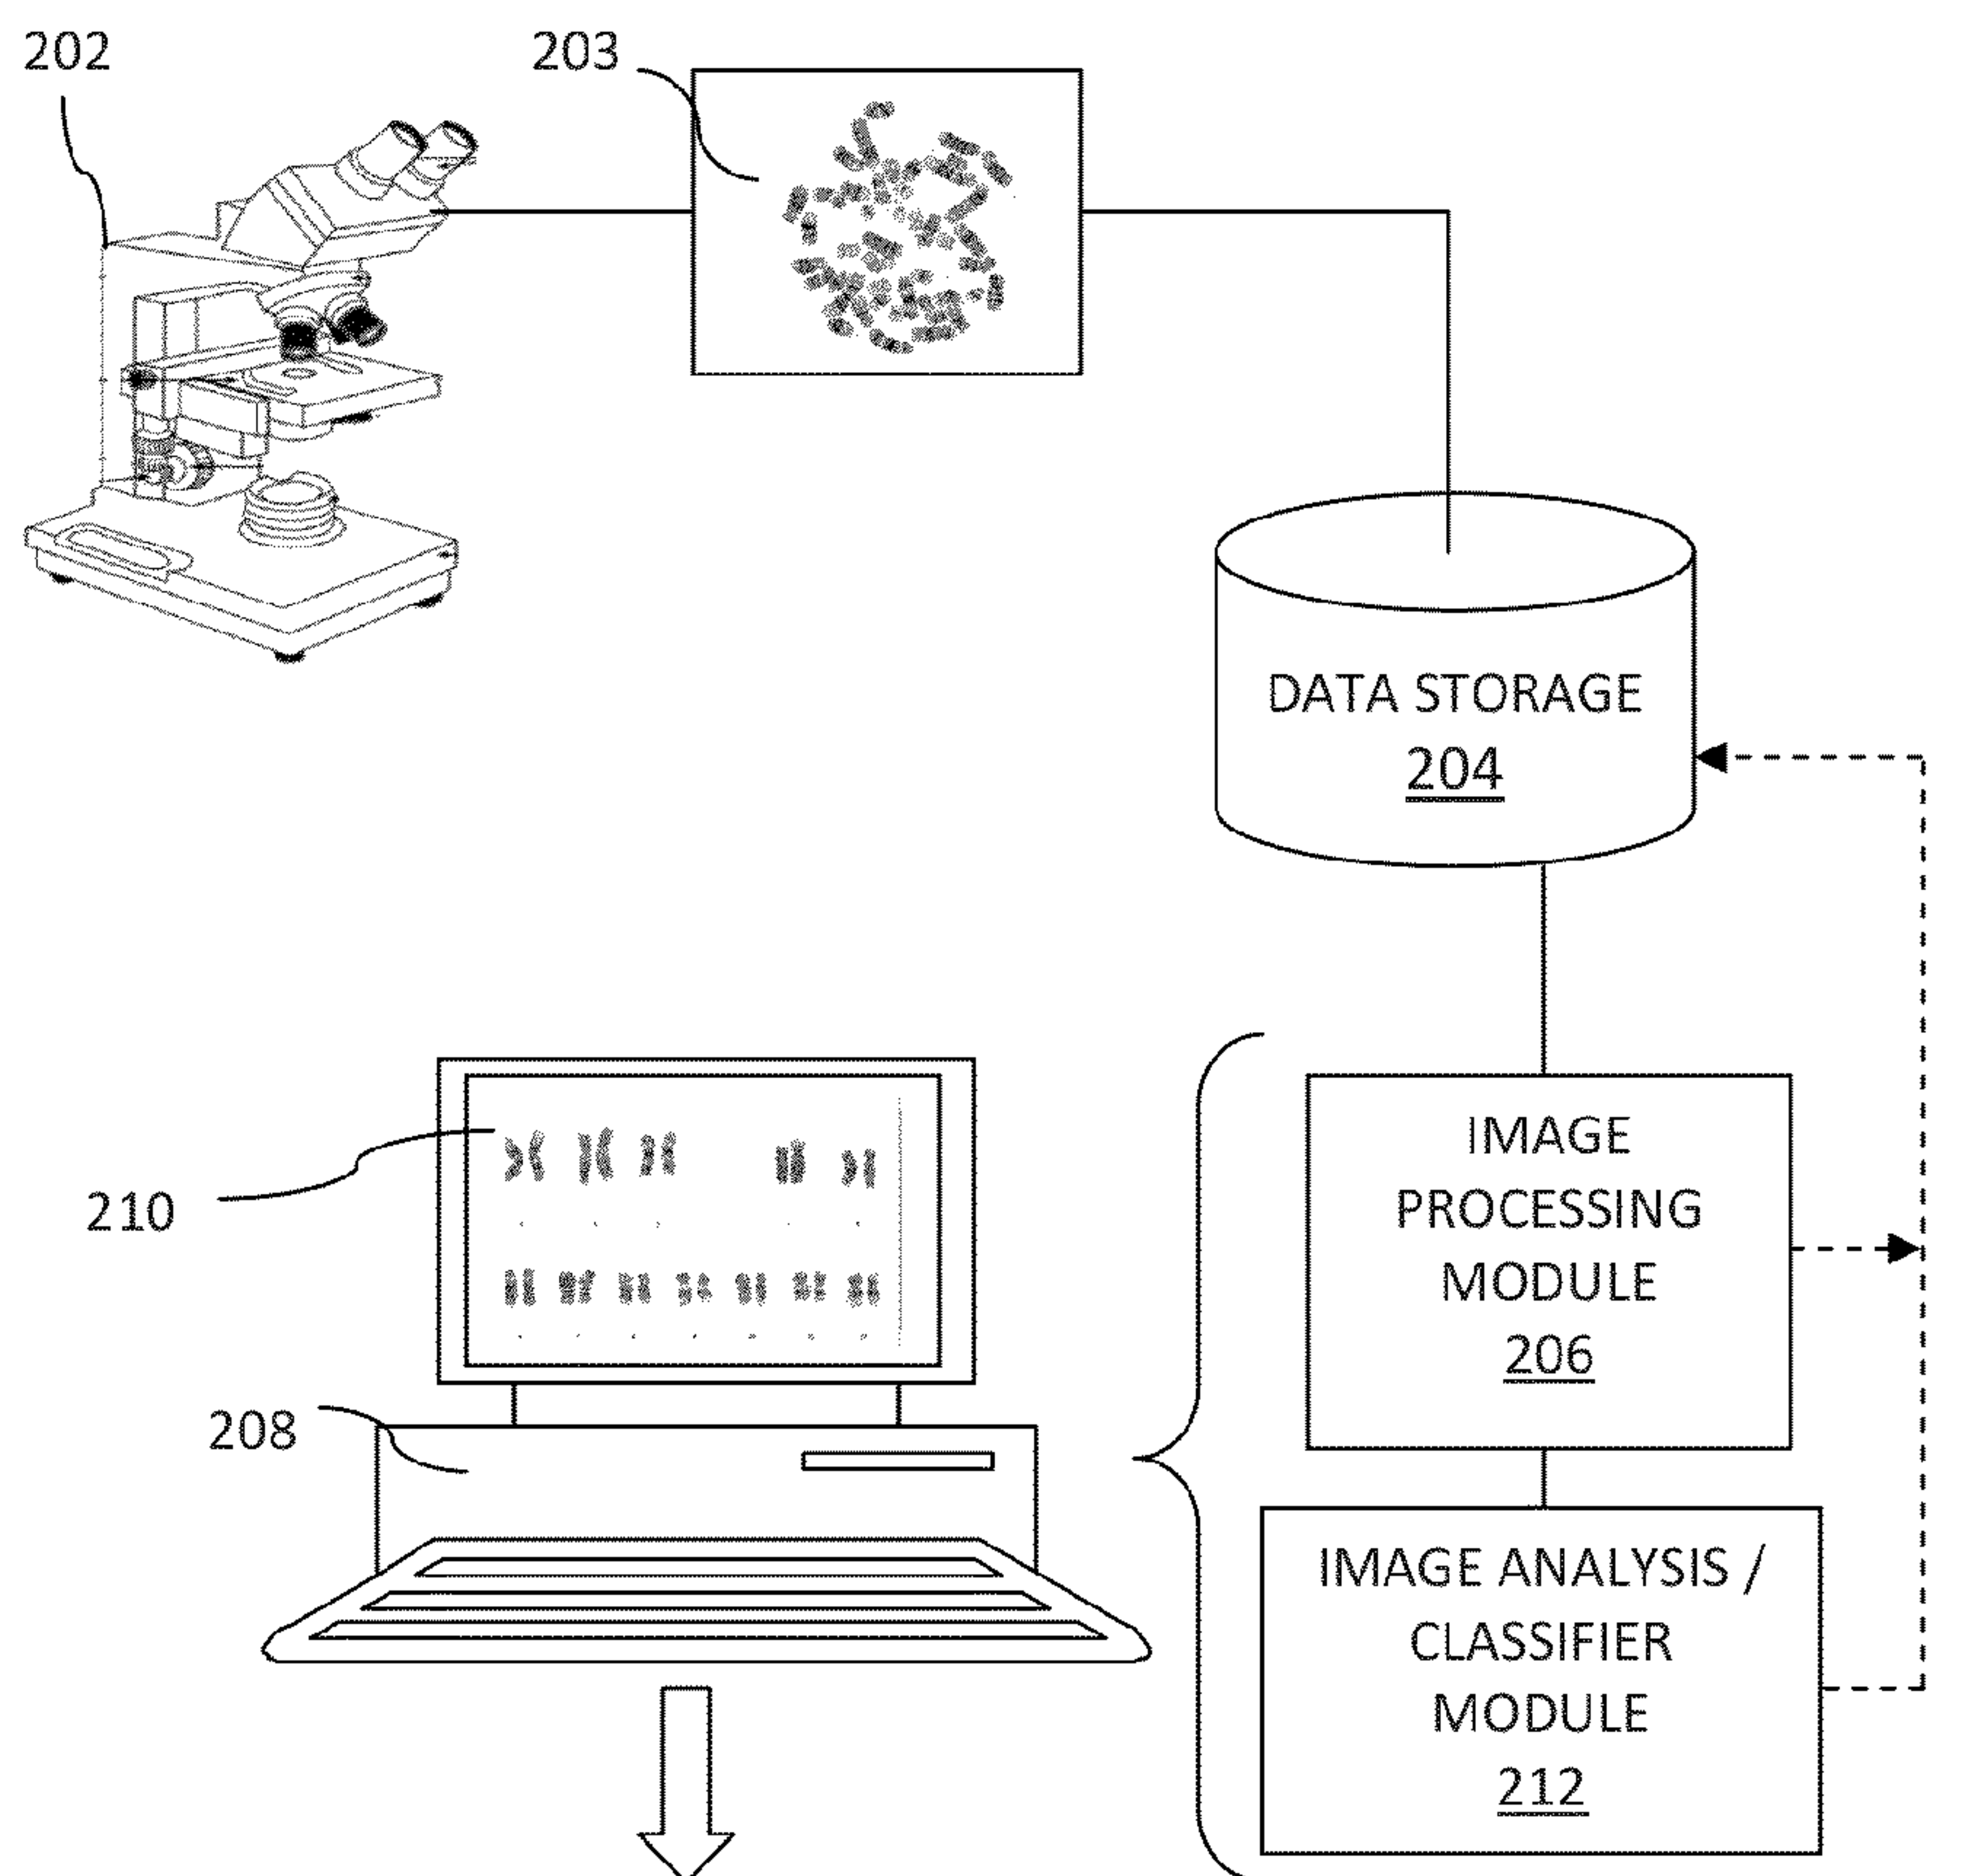 202
203
DATA STORAGE
204
210
208
IMAGE
PROCESSING
MODULE
206
IMAGE ANALYSIS /
CLASSIFIER
MODULE
212